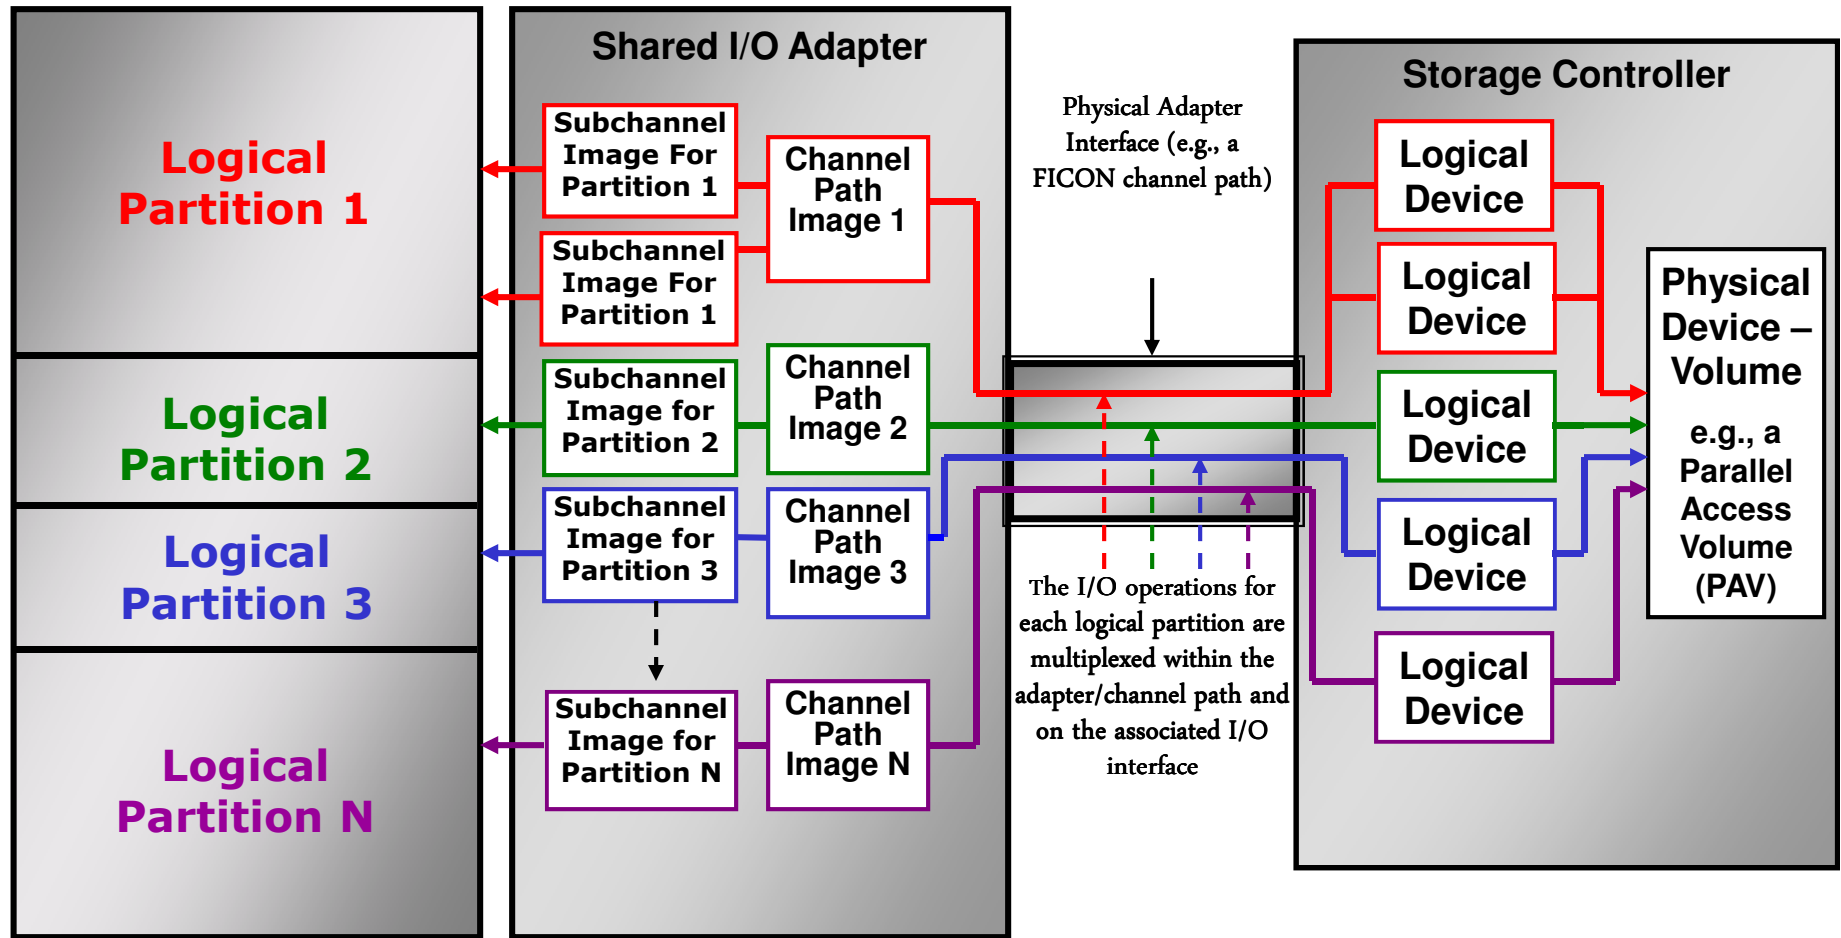 Logical
Partition 1
Logical
Partition 2
Logical
Partition 3
Logical
Partition N
Shared I/O Adapter
Subchannel
Image For
Partition 1
Subchannel
Image For
Partition 1
Subchannel
Image for
Partition 2
Subchannel
Image for
Partition 3
Subchannel
Image for
Partition N
Channel
Path
Image 1
Channel
Path
Image 2
Channel
Path
Image 3
Channel
Path
Image N
Physical Adapter
Interface (e.g., a
FICON channel path)
The I/O operations for
each logical partition are
multiplexed within the
adapter/channel path and
on the associated I/O
interface
Storage Controller
Logical
Device
Logical
Device
Logical
Device
Logical
Device
Logical
Device
Physical
Device –
Volume
e.g., a
Parallel
Access
Volume
(PAV)